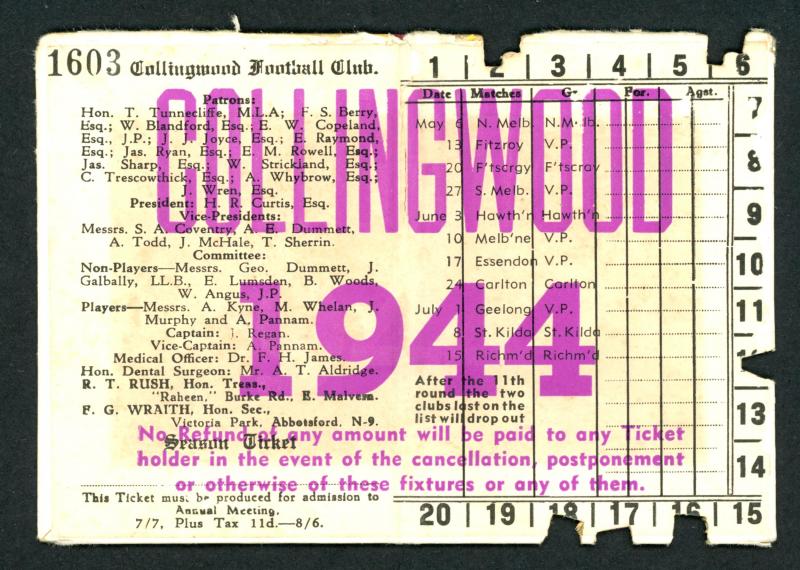 1603 Collingwood Football Club.
Patrons:
Hon. T. Tunnecliffe, M.L.A; F. S. Berry,
Esq.; W. Blandford, Esq.; E. W. Copeland,
Esq., J.P.; J. J. Joyce, Esq.; E. Raymond,
Esq.; Jas. Ryan, Esq.; E. M. Rowell, Esq.;
Jas. Sharp, Esq.; W. Strickland, Esq.;
C. Trescowthick, Esq.; A. Whybrow, Esq.;
J. Wren, Esq.
President: H. R. Curtis, Esq.
Vice-Presidents:
Messrs. S. A. Coventry, A. E. Dummett,
A. Todd, J. McHale, T. Sherrin.
Committee:
Non-Players—Messrs. Geo. Dummett, J.
Galbally, LL.B., E. Lumsden, B. Woods,
W. Angus, J.P.
Players—Messrs. A. Kyne, M. Whelan, J.
Murphy and A. Pannam.
Captain: J. Regan.
Vice-Captain: A. Pannam.
Medical Officer: Dr. F. H. James.
Hon. Dental Surgeon: Mr. A. T. Aldridge.
R. T. RUSH, Hon. Treas.,
"Raheen," Burke Rd., E. Malvern.
F. G. WRAITH, Hon. Sec.,
Victoria Park, Abbotsford, N-9.
Season Ticket
This Ticket must be produced for admission to
Annual Meeting.
7/7, Plus Tax 11d.—8/6.
COLLINGWOOD
1944
No Refund of any amount will be paid to any Ticket
holder in the event of the cancellation, postponement
or otherwise of these fixtures or any of them.
1 2 3 4 5 6
Date Matches G- For. Agst.
May 6 N. Melb. N.Melb.
13 Fitzroy V.P.
20 F'tscray F'tscray
27 S. Melb. V.P.
June 3 Hawth'n Hawth'n
10 Melb'ne V.P.
17 Essendon V.P.
24 Carlton Carlton
July 1 Geelong V.P.
8 St. Kilda St. Kilda
15 Richm'd Richm'd
After the 11th
round the two
clubs last on the
list will drop out
7
8
9
10
11
13
14
20 19 18 17 16 15